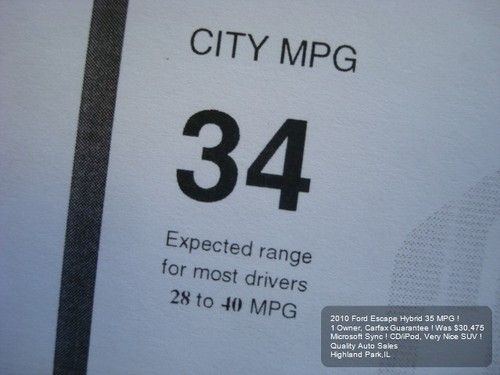 CITY MPG
34
Expected range
for most drivers
28 to 40 MPG
2010 Ford Escape Hybrid 35 MPG !
1 Owner, Carfax Guarantee ! Was $30,475
Microsoft Sync ! CD/iPod, Very Nice SUV !
Quality Auto Sales
Highland Park,IL